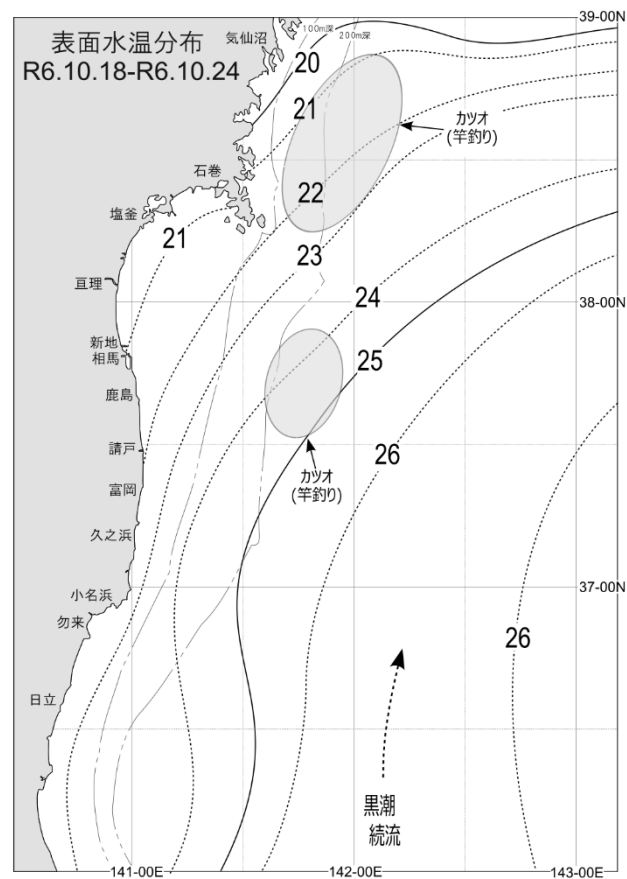 表面水温分布
R6.10.18-R6.10.24
気仙沼
100m深
200m深
39-00N
20
21
カツオ
(竿釣り)
石巻
22
塩釜
21
23
亘理
24
38-00N
新地
相馬
25
鹿島
請戸
26
カツオ
(竿釣り)
富岡
久之浜
小名浜
37-00N
勿来
26
日立
黒潮
続流
141-00E
142-00E
143-00E